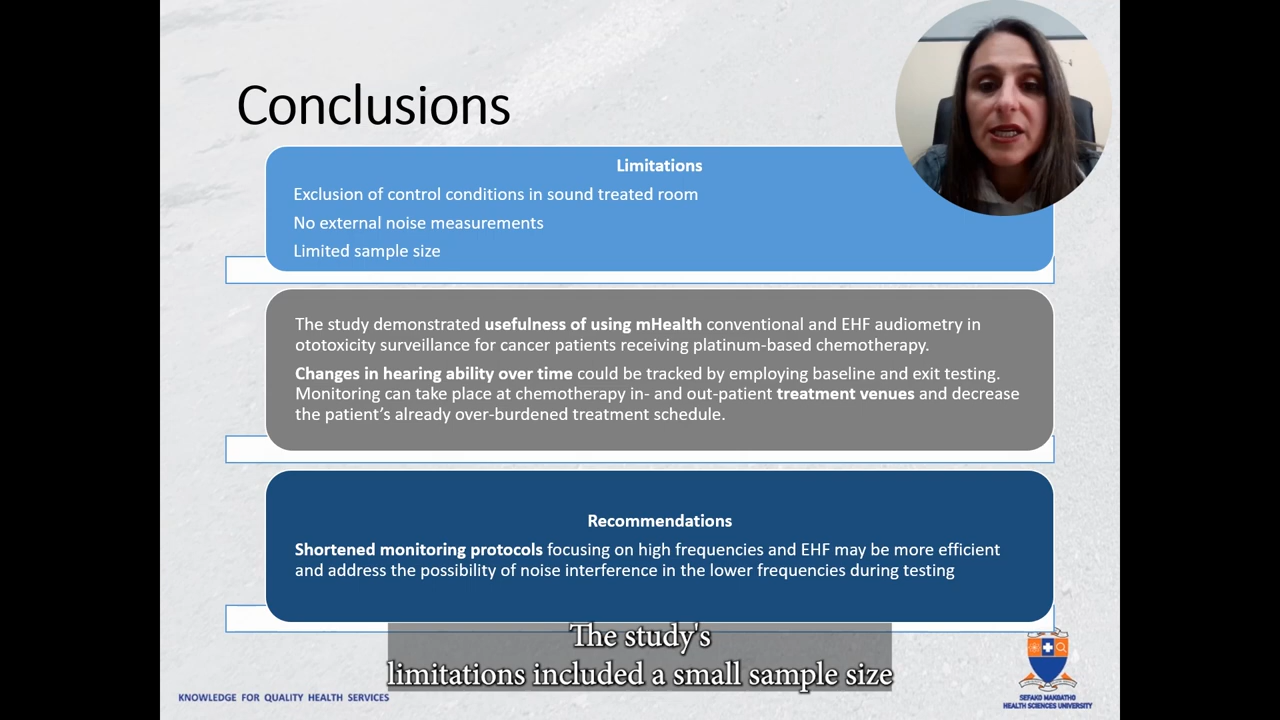 Conclusions
Limitations
Exclusion of control conditions in sound treated room
No external noise measurements
Limited sample size
The study demonstrated usefulness of using mHealth conventional and EHF audiometry in
ototoxicity surveillance for cancer patients receiving platinum-based chemotherapy.
Changes in hearing ability over time could be tracked by employing baseline and exit testing.
Monitoring can take place at chemotherapy in- and out-patient treatment venues and decrease
the patient’s already over-burdened treatment schedule.
Recommendations
Shortened monitoring protocols focusing on high frequencies and EHF may be more efficient
and address the possibility of noise interference in the lower frequencies during testing
The study's
limitations included a small sample size
KNOWLEDGE FOR QUALITY HEALTH SERVICES
SEFAKO MAKGATHO
HEALTH SCIENCES UNIVERSITY